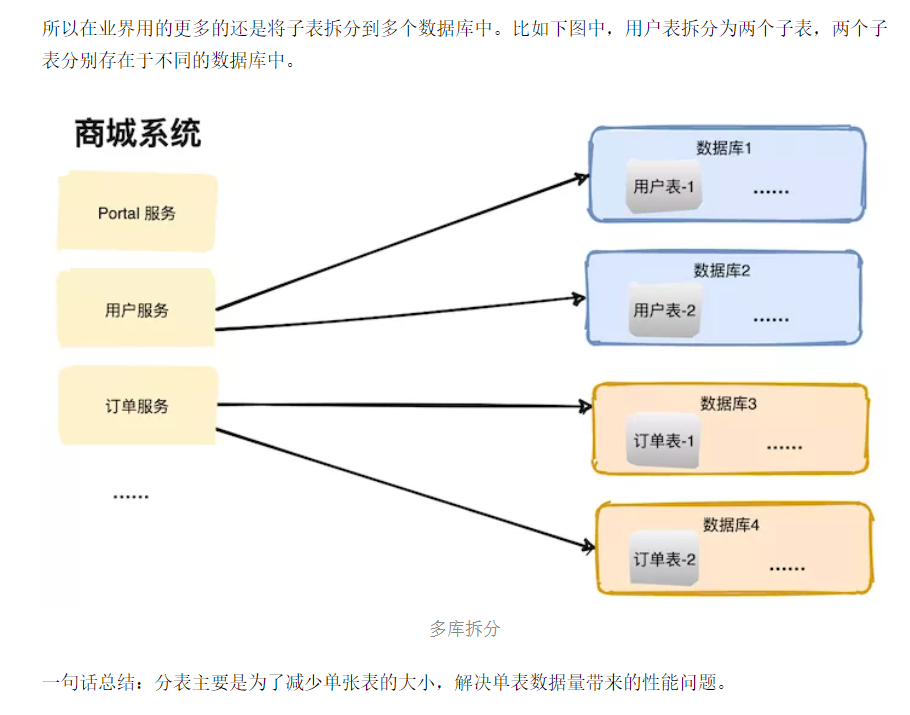 所以在业界用的更多的还是将子表拆分到多个数据库中。比如下图中，用户表拆分为两个子表，两个子
表分别存在于不同的数据库中。
商城系统
Portal 服务
用户服务
订单服务
......
数据库1
用户表-1
......
数据库2
用户表-2
......
数据库3
订单表-1
......
数据库4
订单表-2
......
多库拆分
一句话总结：分表主要是为了减少单张表的大小，解决单表数据量带来的性能问题。